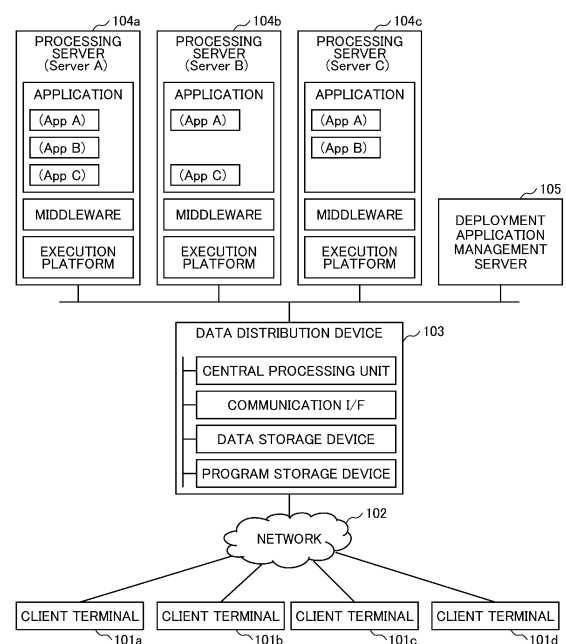 104a
PROCESSING
SERVER
(Server A)
APPLICATION
(App A)
(App B)
(App C)
MIDDLEWARE
EXECUTION
PLATFORM
104b
PROCESSING
SERVER
(Server B)
APPLICATION
(App A)
(App C)
MIDDLEWARE
EXECUTION
PLATFORM
104c
PROCESSING
SERVER
(Server C)
APPLICATION
(App A)
(App B)
MIDDLEWARE
EXECUTION
PLATFORM
105
DEPLOYMENT
APPLICATION
MANAGEMENT
SERVER
DATA DISTRIBUTION DEVICE
103
CENTRAL PROCESSING UNIT
COMMUNICATION I/F
DATA STORAGE DEVICE
PROGRAM STORAGE DEVICE
102
NETWORK
CLIENT TERMINAL
101a
CLIENT TERMINAL
101b
CLIENT TERMINAL
101c
CLIENT TERMINAL
101d